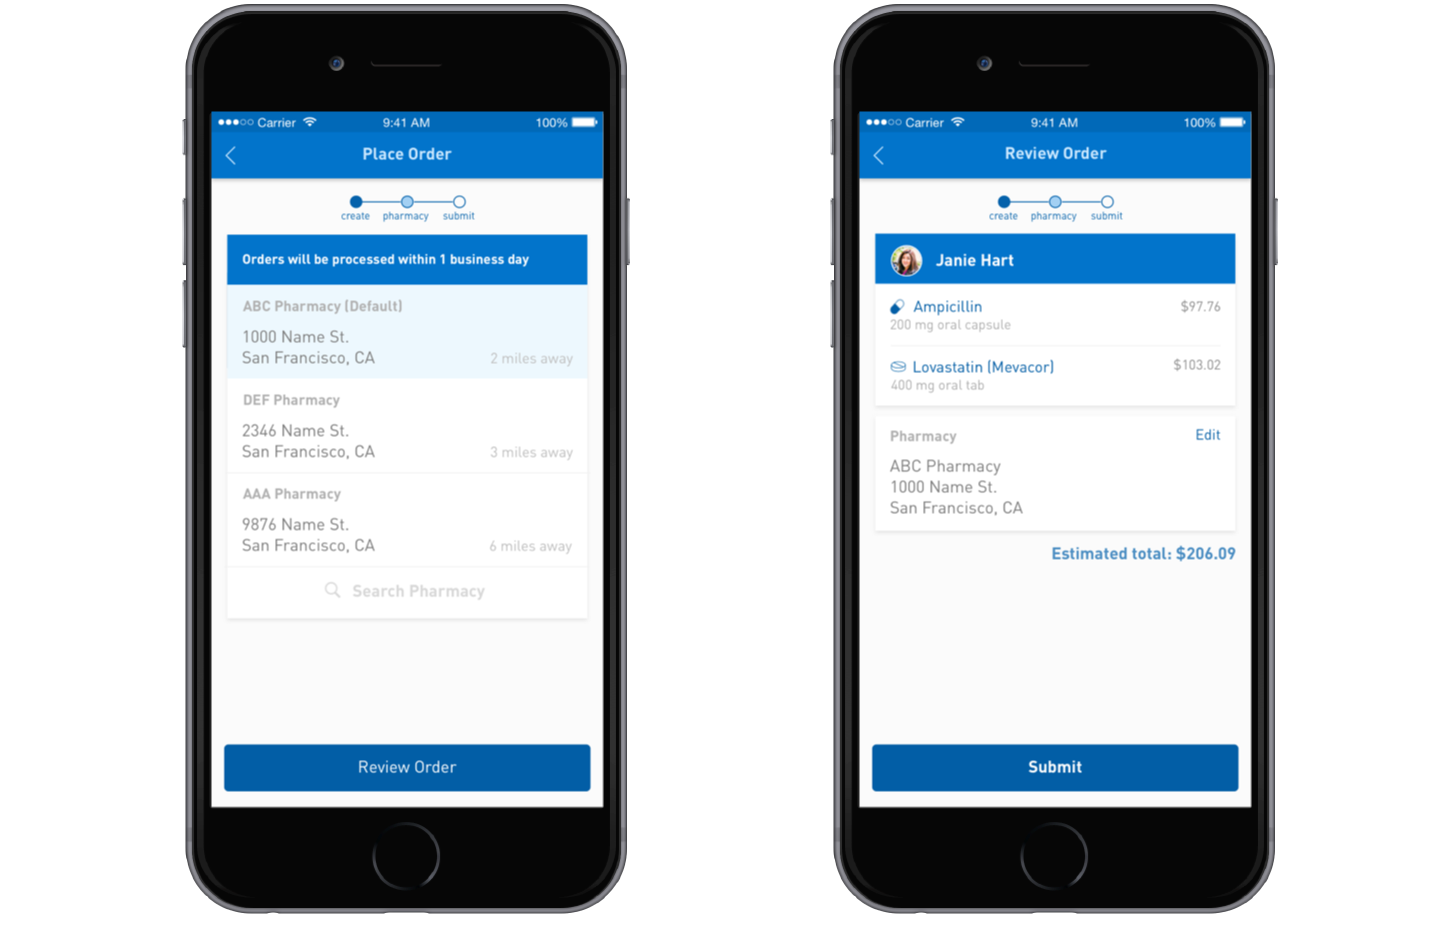 Carrier 9:41 AM 100%
Place Order
create pharmacy submit
Orders will be processed within 1 business day
ABC Pharmacy (Default)
1000 Name St.
San Francisco, CA 2 miles away
DEF Pharmacy
2346 Name St.
San Francisco, CA 3 miles away
AAA Pharmacy
9876 Name St.
San Francisco, CA 6 miles away
Search Pharmacy
Review Order
Carrier 9:41 AM 100%
Review Order
create pharmacy submit
Janie Hart
Ampicillin $97.76
200 mg oral capsule
Lovastatin (Mevacor) $103.02
400 mg oral tab
Pharmacy Edit
ABC Pharmacy
1000 Name St.
San Francisco, CA
Estimated total: $206.09
Submit